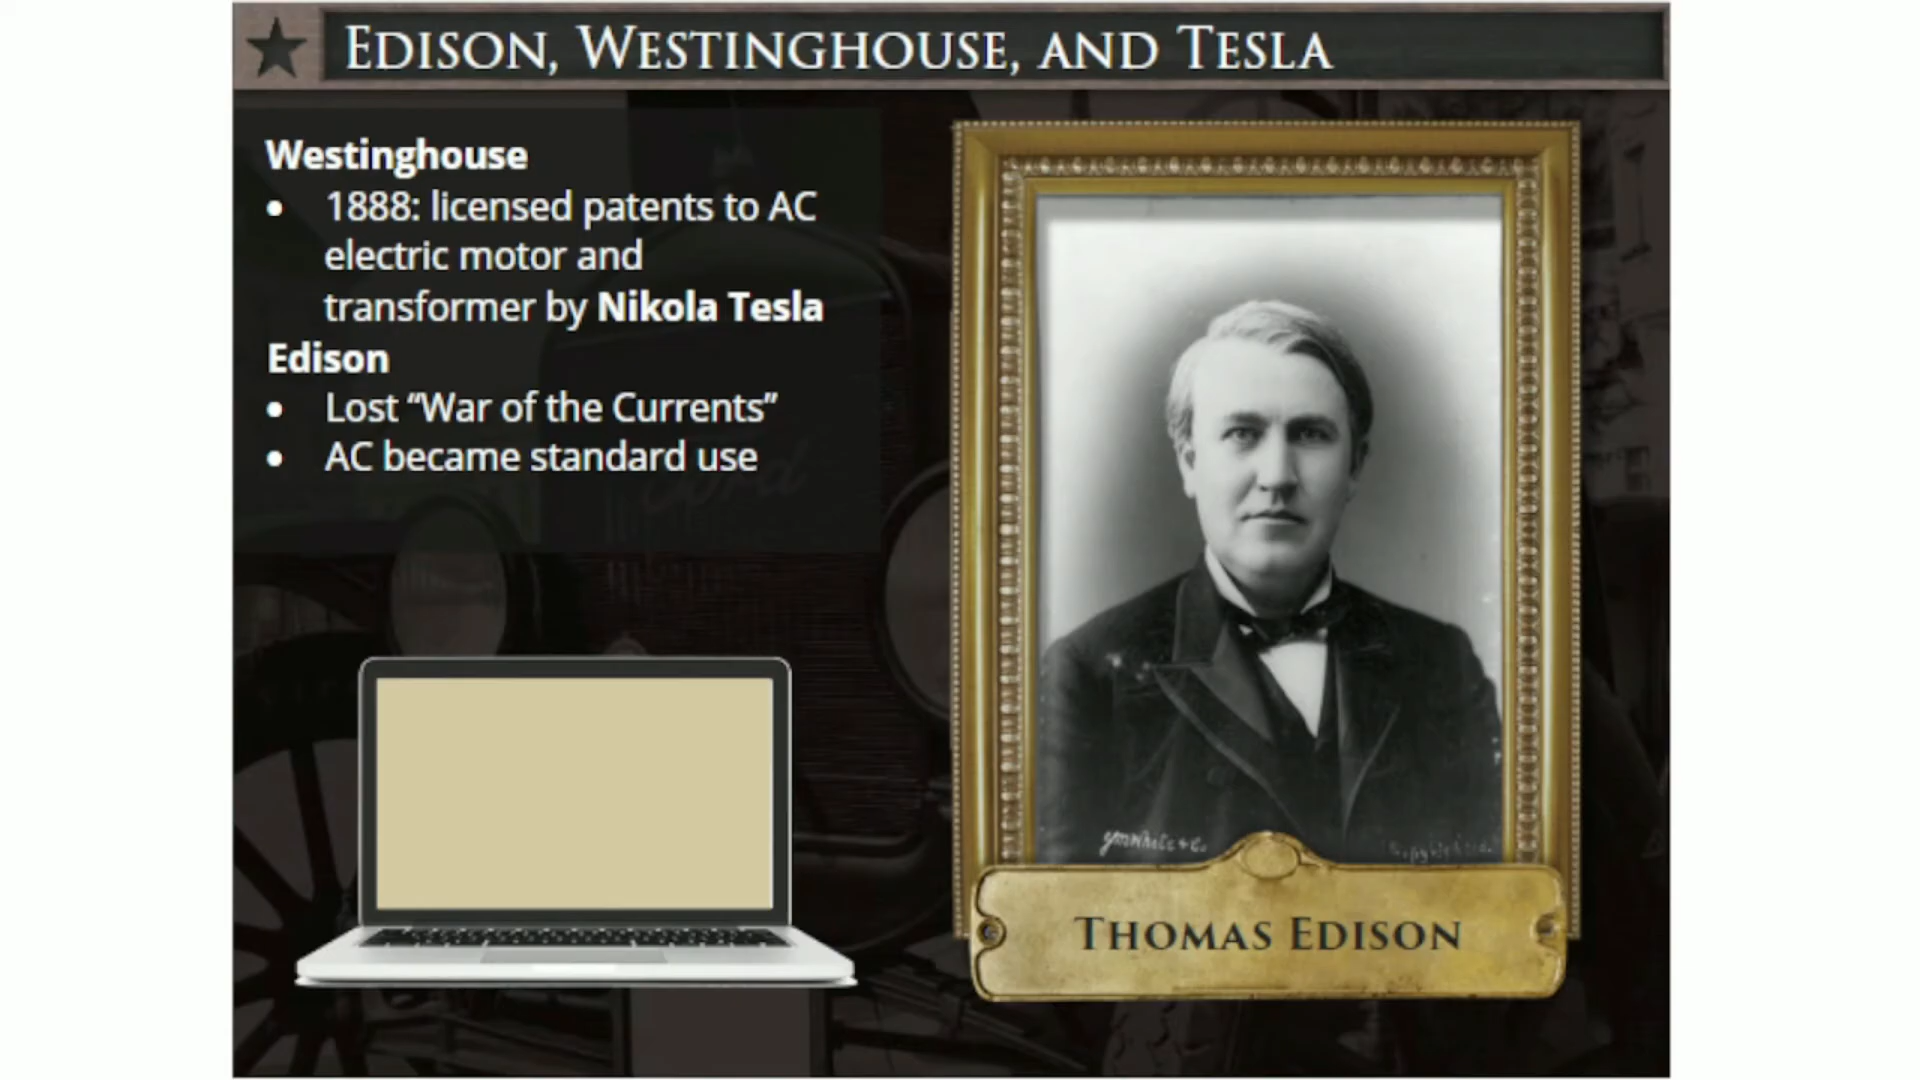 EDISON, WESTINGHOUSE, AND TESLA
Westinghouse
• 1888: licensed patents to AC
electric motor and
transformer by Nikola Tesla
Edison
• Lost “War of the Currents”
• AC became standard use
Ford
THOMAS EDISON